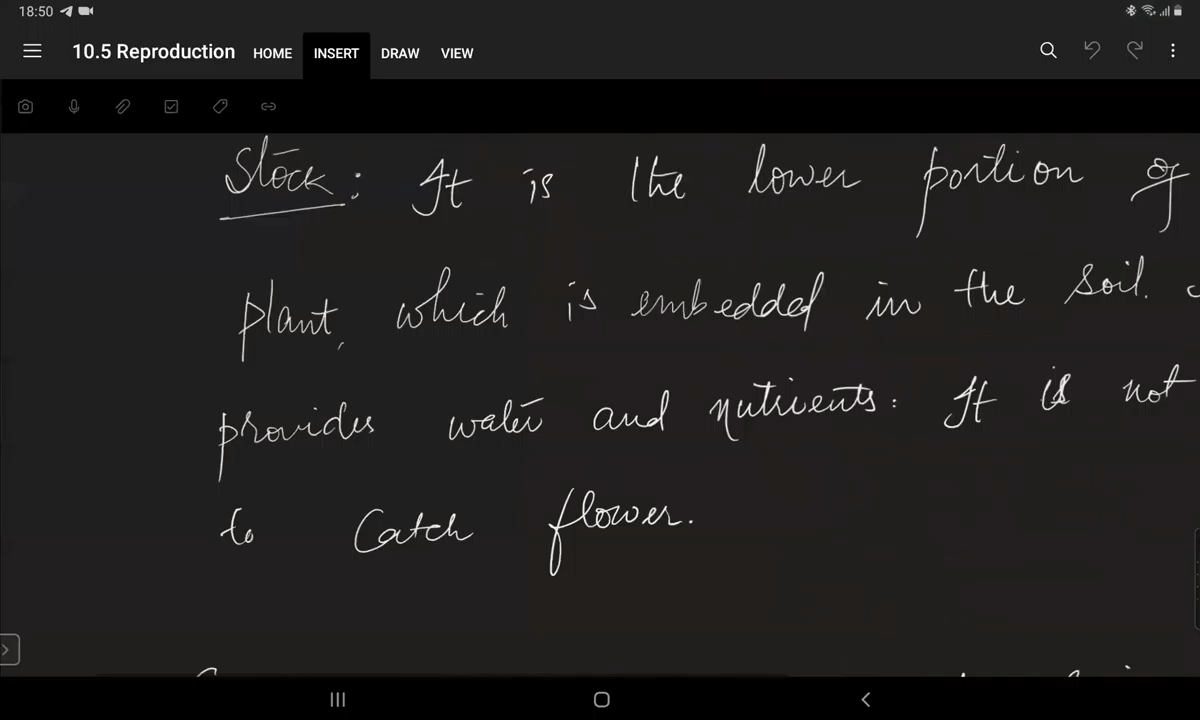 18:50
10.5 Reproduction HOME INSERT DRAW VIEW
Stock: It is the lower portion of
plant, which is embedded in the soil.
provides water and nutrients. It is not
to Catch flower.